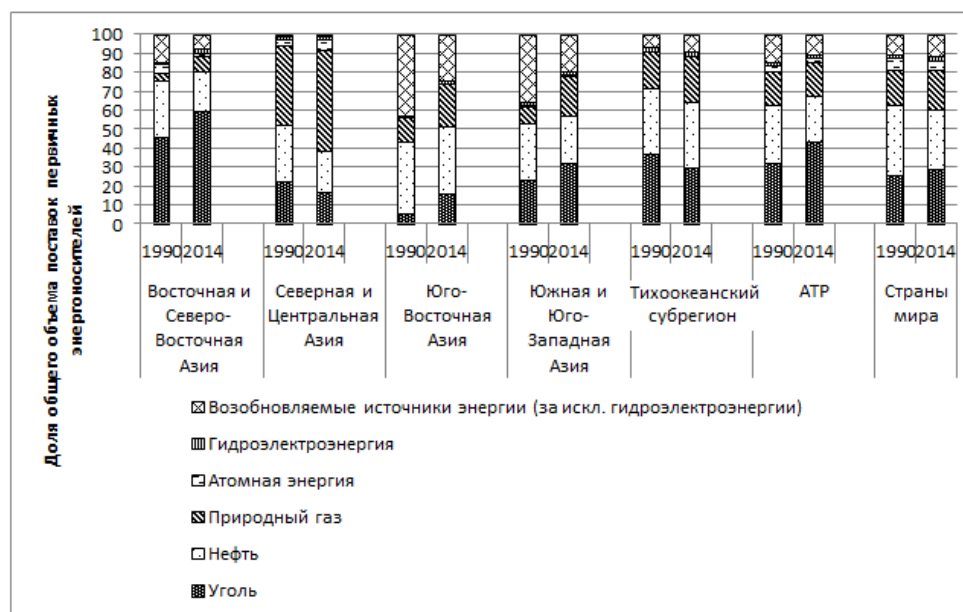 Доля общего объема поставок первичных
энергоносителей
100
90
80
70
60
50
40
30
20
10
0
1990 2014 1990 2014 1990 2014 1990 2014 1990 2014 1990 2014 1990 2014
Восточная и Северо-Восточная Азия
Северная и Центральная Азия
Юго-Восточная Азия
Южная и Юго-Западная Азия
Тихоокеанский субрегион
АТР
Страны мира
Возобновляемые источники энергии (за искл. гидроэлектроэнергии)
Гидроэлектроэнергия
Атомная энергия
Природный газ
Нефть
Уголь